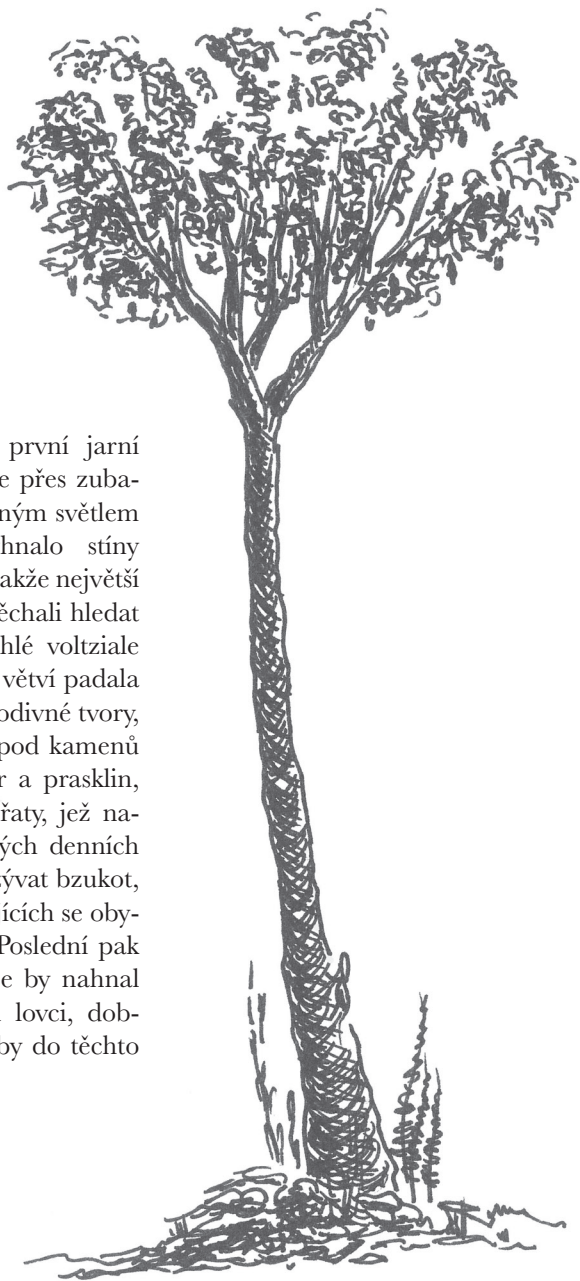 první jarní
e přes zuba-
ným světlem
hnalo stíny
akže největší
ěchali hledat
hlé voltziale
větví padala
odivné tvory,
pod kamenů
r a prasklin,
řaty, jež na-
ých denních
ývat bzukot,
ících se oby-
Poslední pak
e by nahnal
lovci, dob-
by do těchto